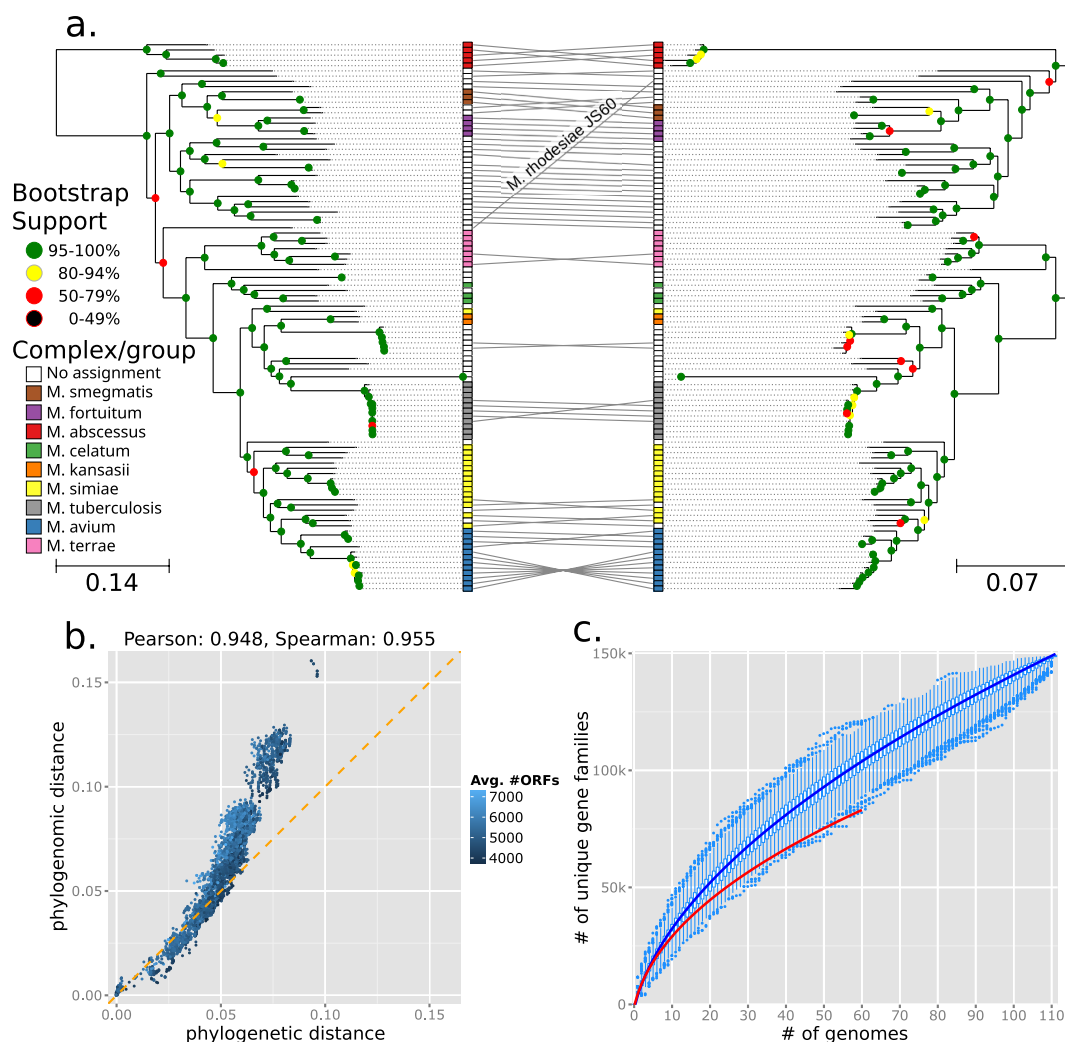 a.
M. rhodesiae JS60
Bootstrap
Support
95-100%
80-94%
50-79%
0-49%
Complex/group
No assignment
M. smegmatis
M. fortuitum
M. abscessus
M. celatum
M. kansasii
M. simiae
M. tuberculosis
M. avium
M. terrae
0.14
0.07
b.
Pearson: 0.948, Spearman: 0.955
0.15
0.10
0.05
0.00
phylogenomic distance
0.00
0.05
0.10
0.15
phylogenetic distance
Avg. #ORFs
7000
6000
5000
4000
c.
150k
100k
50k
0
# of unique gene families
0
10
20
30
40
50
60
70
80
90
100
110
# of genomes